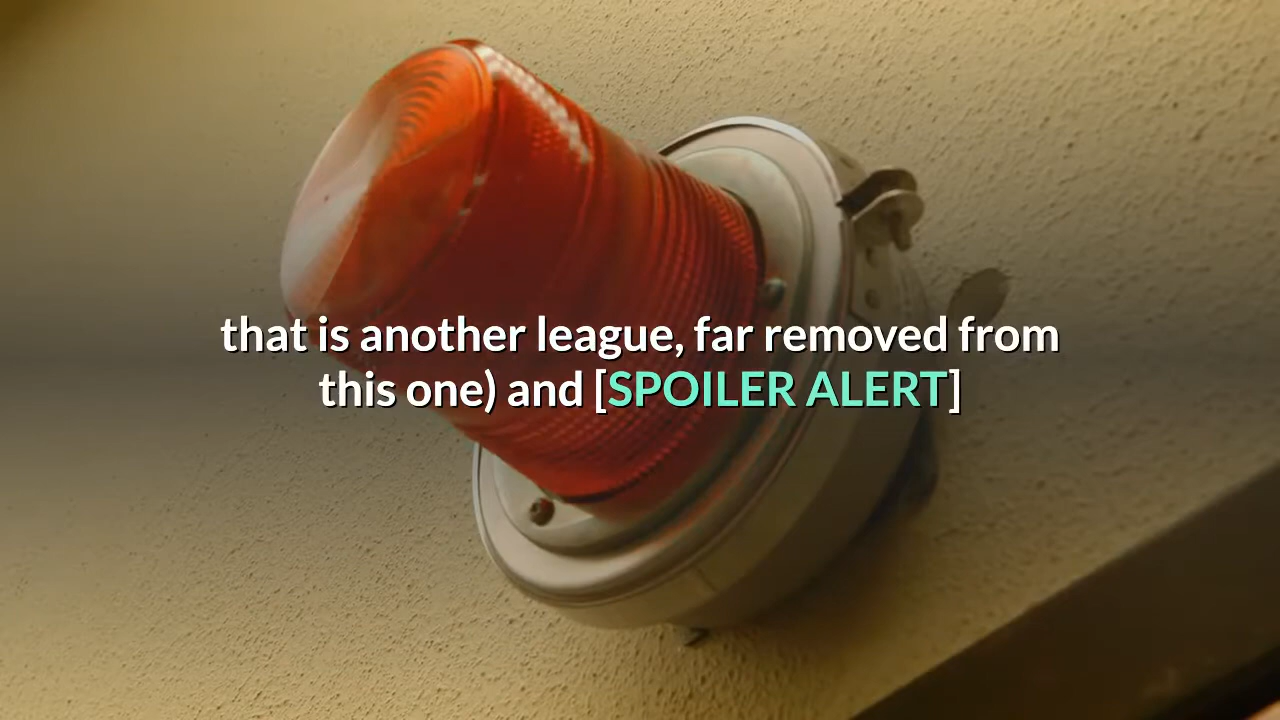 that is another league, far removed from
this one) and [SPOILER ALERT]